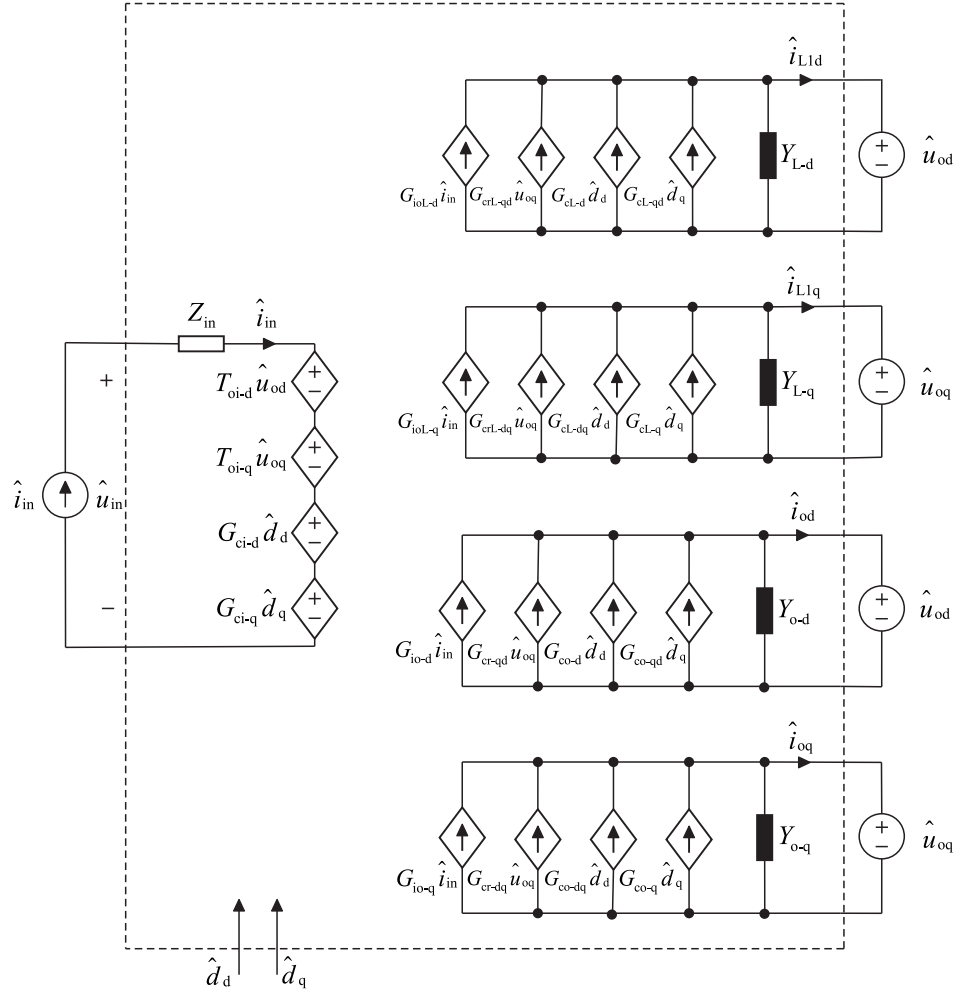 î_L1d
G_ioL-d î_in G_crL-qd û_oq G_cL-d d̂_d G_cL-qd d̂_q Y_L-d + − û_od
î_L1q
G_ioL-q î_in G_crL-dq û_oq G_cL-dq d̂_d G_cL-q d̂_q Y_L-q + − û_oq
Z_in î_in
+ T_oi-d û_od + −
T_oi-q û_oq + −
î_in û_in G_ci-d d̂_d + −
− G_ci-q d̂_q + −
î_od
G_io-d î_in G_cr-qd û_oq G_co-d d̂_d G_co-qd d̂_q Y_o-d + − û_od
î_oq
G_io-q î_in G_cr-dq û_oq G_co-dq d̂_d G_co-q d̂_q Y_o-q + − û_oq
d̂_d d̂_q